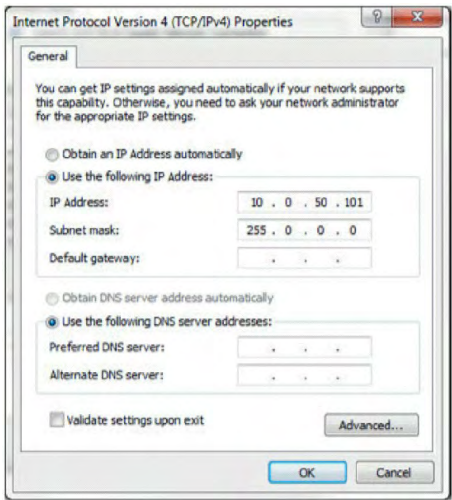 Internet Protocol Version 4 (TCP/IPv4) Properties
General
You can get IP settings assigned automatically if your network supports
this capability. Otherwise, you need to ask your network administrator
for the appropriate IP settings.
Obtain an IP Address automatically
Use the following IP Address:
IP Address: 10 . 0 . 50 . 101
Subnet mask: 255 . 0 . 0 . 0
Default gateway: . . .
Obtain DNS server address automatically
Use the following DNS server addresses:
Preferred DNS server: . . .
Alternate DNS server: . . .
Validate settings upon exit
Advanced...
OK Cancel